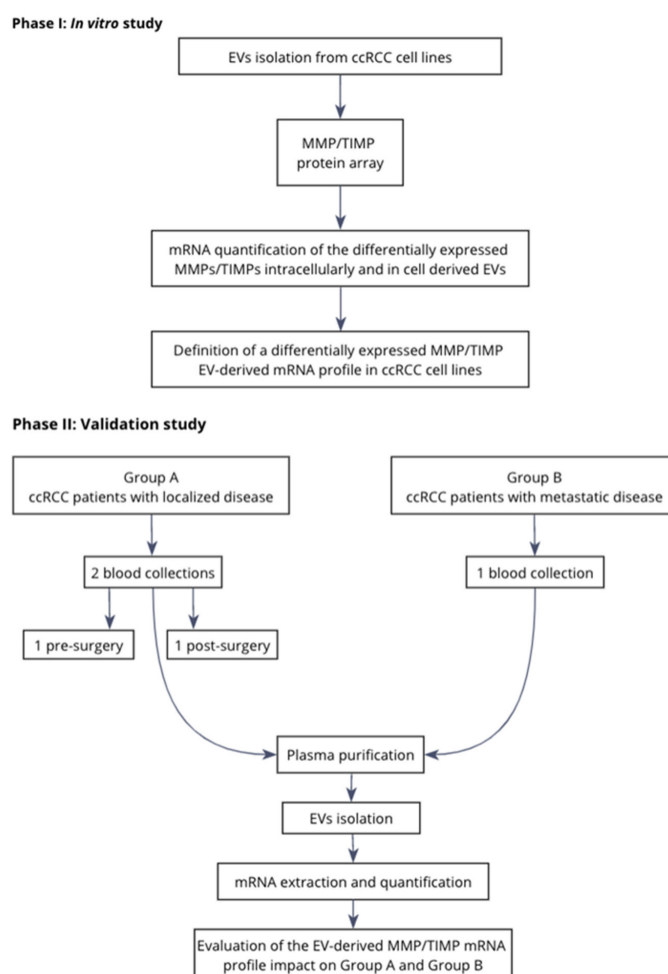 Phase I: In vitro study
EVs isolation from ccRCC cell lines
MMP/TIMP
protein array
mRNA quantification of the differentially expressed
MMPs/TIMPs intracellularly and in cell derived EVs
Definition of a differentially expressed MMP/TIMP
EV-derived mRNA profile in ccRCC cell lines
Phase II: Validation study
Group A
ccRCC patients with localized disease
Group B
ccRCC patients with metastatic disease
2 blood collections
1 blood collection
1 pre-surgery
1 post-surgery
Plasma purification
EVs isolation
mRNA extraction and quantification
Evaluation of the EV-derived MMP/TIMP mRNA
profile impact on Group A and Group B